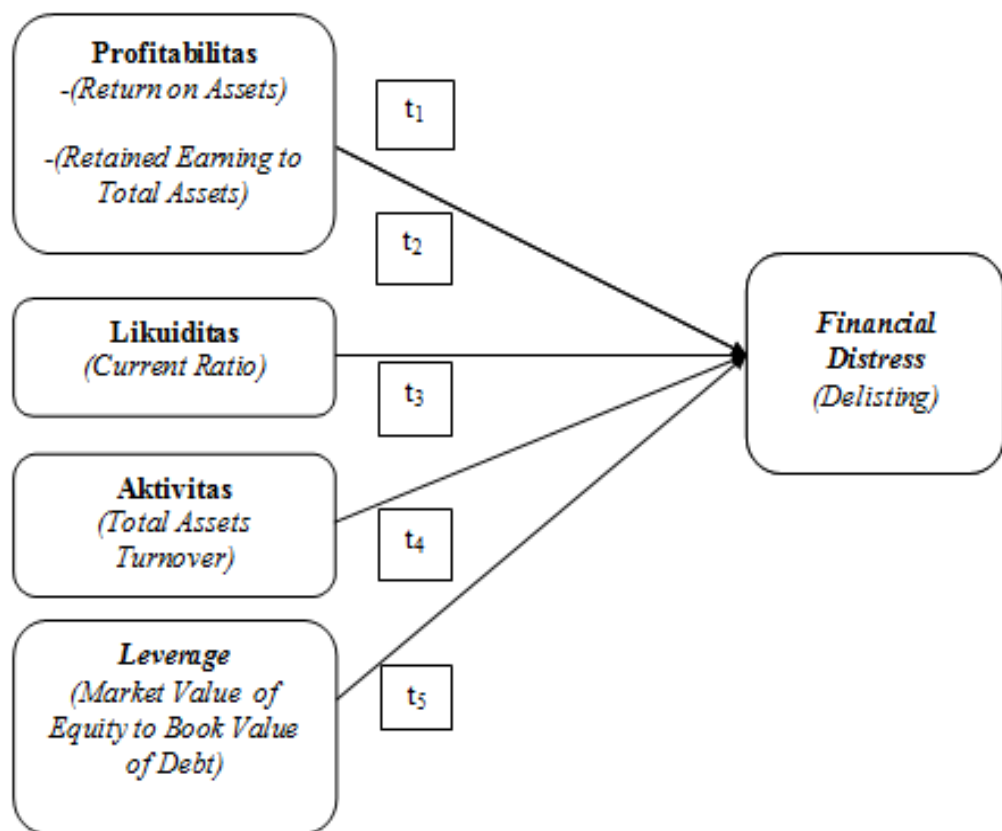 Profitabilitas
-(Return on Assets)
-(Retained Earning to
Total Assets)
t₁
t₂
Likuiditas
(Current Ratio)
t₃
Aktivitas
(Total Assets
Turnover)
t₄
Leverage
(Market Value of
Equity to Book Value
of Debt)
t₅
Financial
Distress
(Delisting)